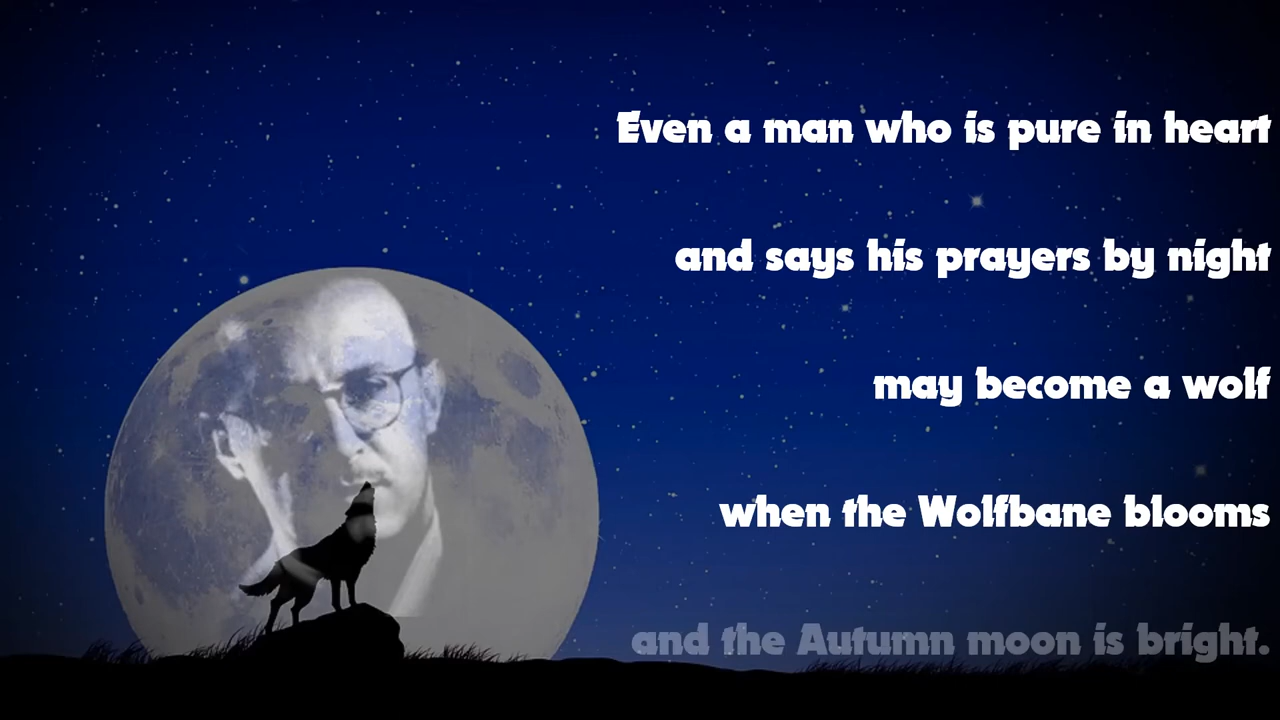 Even a man who is pure in heart
and says his prayers by night
may become a wolf
when the Wolfbane blooms
and the Autumn moon is bright.